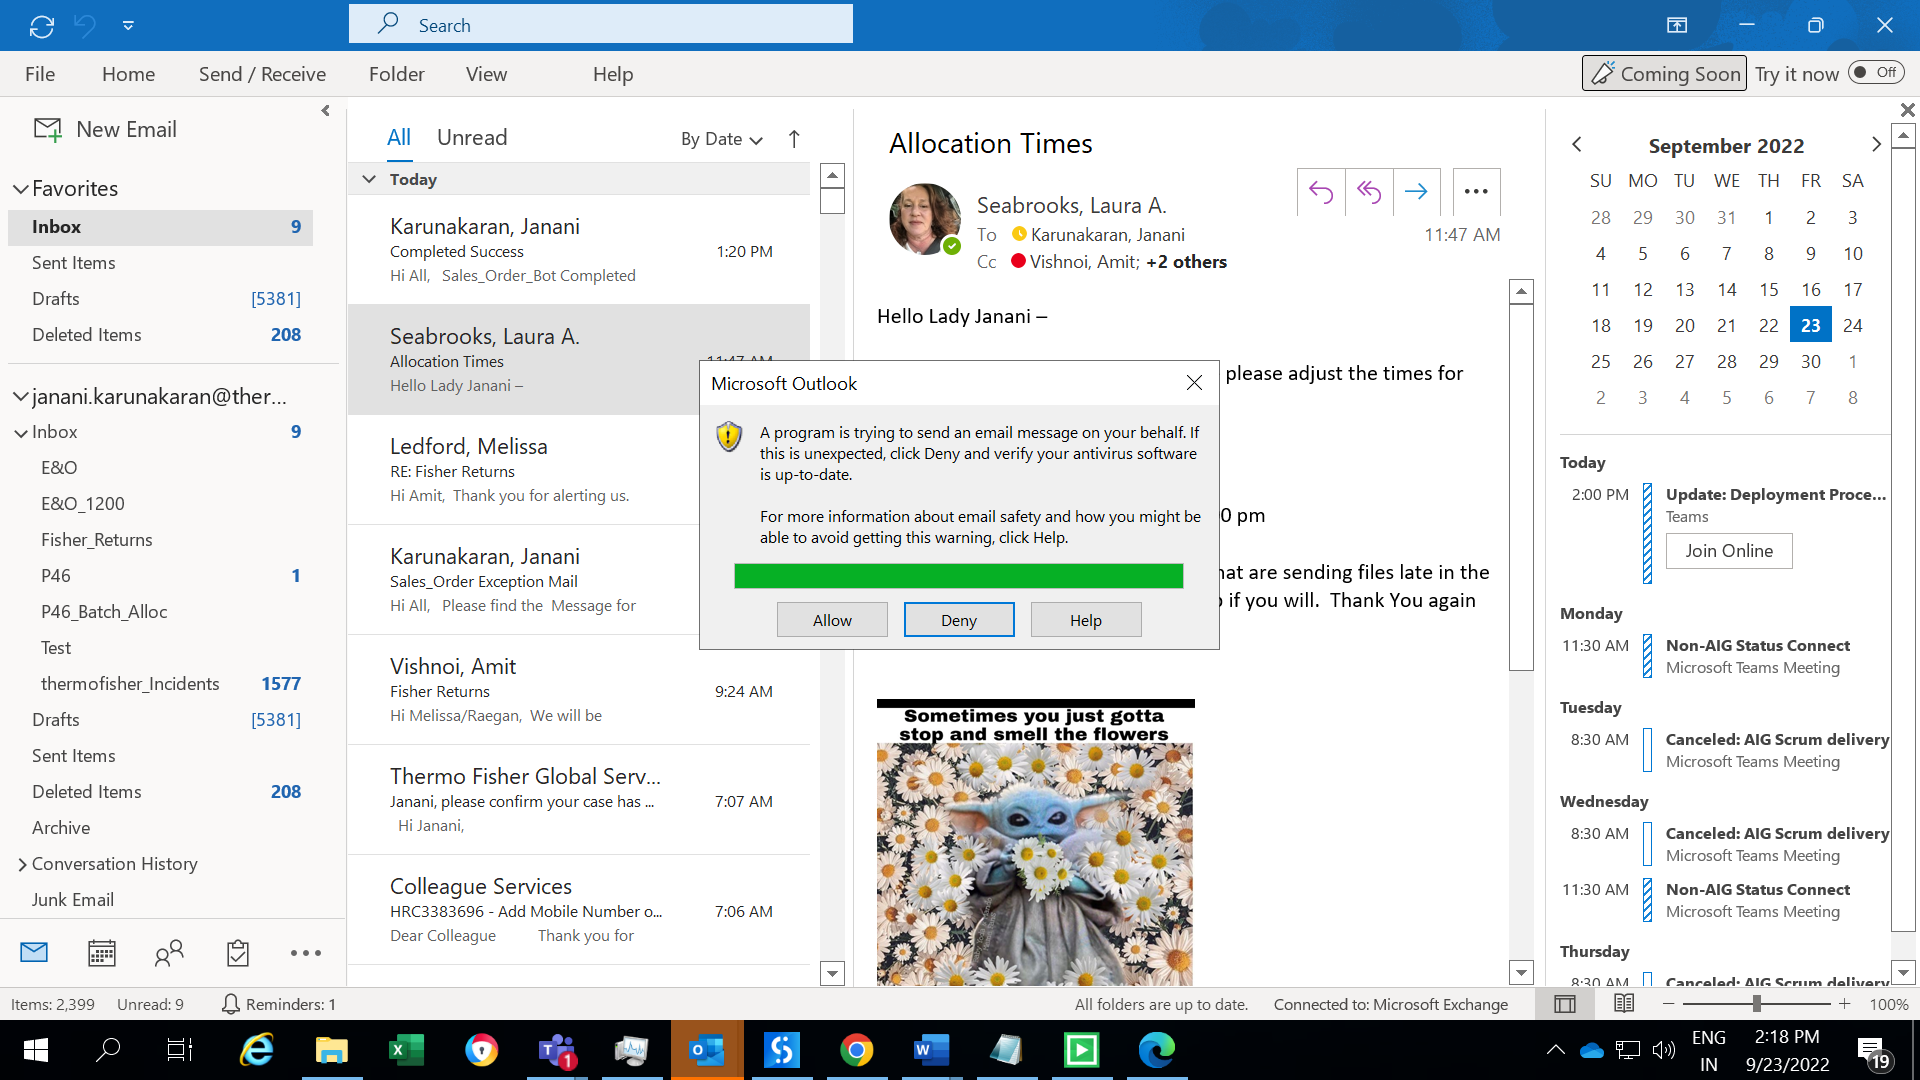 Search
File Home Send / Receive Folder View Help Coming Soon Try it now Off
New Email
Favorites
Inbox 9
Sent Items
Drafts [5381]
Deleted Items 208
janani.karunakaran@ther...
Inbox 9
E&O
E&O_1200
Fisher_Returns
P46 1
P46_Batch_Alloc
Test
thermofisher_Incidents 1577
Drafts [5381]
Sent Items
Deleted Items 208
Archive
Conversation History
Junk Email
All Unread By Date
Today
Karunakaran, Janani
Completed Success 1:20 PM
Hi All, Sales_Order_Bot Completed
Seabrooks, Laura A.
Allocation Times 11:47 AM
Hello Lady Janani –
Ledford, Melissa
RE: Fisher Returns
Hi Amit, Thank you for alerting us.
Karunakaran, Janani
Sales_Order Exception Mail
Hi All, Please find the Message for
Vishnoi, Amit
Fisher Returns 9:24 AM
Hi Melissa/Raegan, We will be
Thermo Fisher Global Serv...
Janani, please confirm your case has ... 7:07 AM
Hi Janani,
Colleague Services
HRC3383696 - Add Mobile Number o... 7:06 AM
Dear Colleague Thank you for
Allocation Times
Seabrooks, Laura A.
To Karunakaran, Janani 11:47 AM
Cc Vishnoi, Amit; +2 others
Hello Lady Janani –
please adjust the times for
0 pm
hat are sending files late in the
if you will. Thank You again
Sometimes you just gotta
stop and smell the flowers
Microsoft Outlook
A program is trying to send an email message on your behalf. If
this is unexpected, click Deny and verify your antivirus software
is up-to-date.
For more information about email safety and how you might be
able to avoid getting this warning, click Help.
Allow Deny Help
September 2022
SU MO TU WE TH FR SA
28 29 30 31 1 2 3
4 5 6 7 8 9 10
11 12 13 14 15 16 17
18 19 20 21 22 23 24
25 26 27 28 29 30 1
2 3 4 5 6 7 8
Today
2:00 PM Update: Deployment Proce...
Teams
Join Online
Monday
11:30 AM Non-AIG Status Connect
Microsoft Teams Meeting
Tuesday
8:30 AM Canceled: AIG Scrum delivery
Microsoft Teams Meeting
Wednesday
8:30 AM Canceled: AIG Scrum delivery
Microsoft Teams Meeting
11:30 AM Non-AIG Status Connect
Microsoft Teams Meeting
Thursday
8:30 AM Canceled: AIG Scrum delivery
Items: 2,399 Unread: 9 Reminders: 1 All folders are up to date. Connected to: Microsoft Exchange 100%
1
ENG 2:18 PM
IN 9/23/2022 19